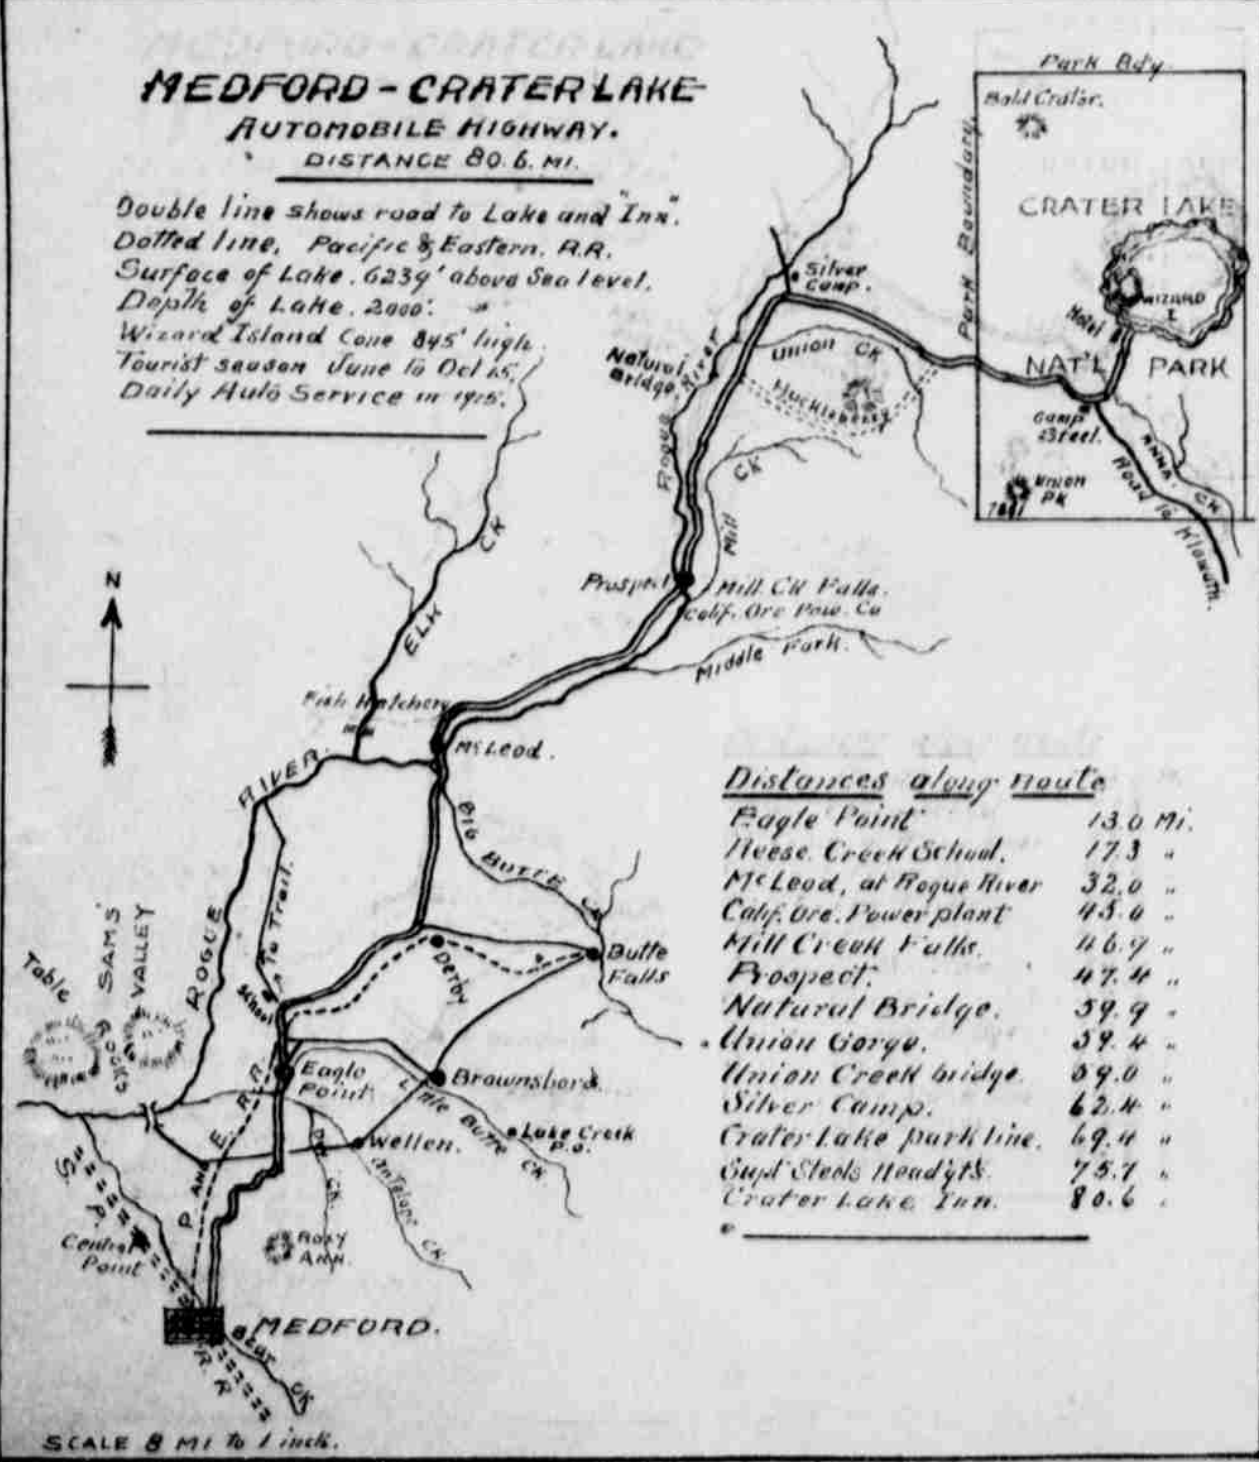 MEDFORD - CRATER LAKE
AUTOMOBILE HIGHWAY.
DISTANCE 80.6. MI.
Double line shows road to Lake and "Inn".
Dotted line, Pacific & Eastern. R.R.
Surface of Lake. 6239' above Sea level.
Depth of Lake. 2000'.
Wizard Island Cone 845' high.
Tourist season June to Oct 15.
Daily Auto Service in 1915.
Park Bdy.
Bald Crater.
Park Boundary.
CRATER LAKE
WIZARD
I
Hotel
NAT'L PARK
Camp
Steel.
ANNA CK
Road to Klamath.
Union
PK
Silver
Camp.
Union CK
Huckleberry
Natural
Bridge.
Rogue River
Mill CK
Prospect
Mill CK Falls.
Calif. Ore Pow. Co
Middle Fork.
N
ELK CK
Fish Hatchery
McLeod.
ROGUE RIVER
BIG BUTTE CK
To Trail.
School
SAMS
VALLEY
Table
ROCKS
Derby
Butte
Falls
Eagle
Point
Brownsboro.
Little Butte CK.
Lake Creek
P.O.
Wellen.
Antelope CK
CK.
P. AND E. R.R.
S. P.
R. R
Central
Point
ROXY
ANN.
MEDFORD.
BEAR CK
SCALE 8 MI to 1 inch.
Distances along route
Eagle Point 13.0 Mi.
Reese Creek School. 17.3 "
McLeod, at Rogue River 32.0 "
Calif. Ore. Power plant 45.0 "
Mill Creek Falls. 46.9 "
Prospect. 47.4 "
Natural Bridge. 59.9 "
Union Gorge. 59.4 "
Union Creek bridge. 59.0 "
Silver Camp. 62.4 "
Crater Lake park line. 69.4 "
Supt Steels Headqts. 75.7 "
Crater Lake Inn. 80.6 "